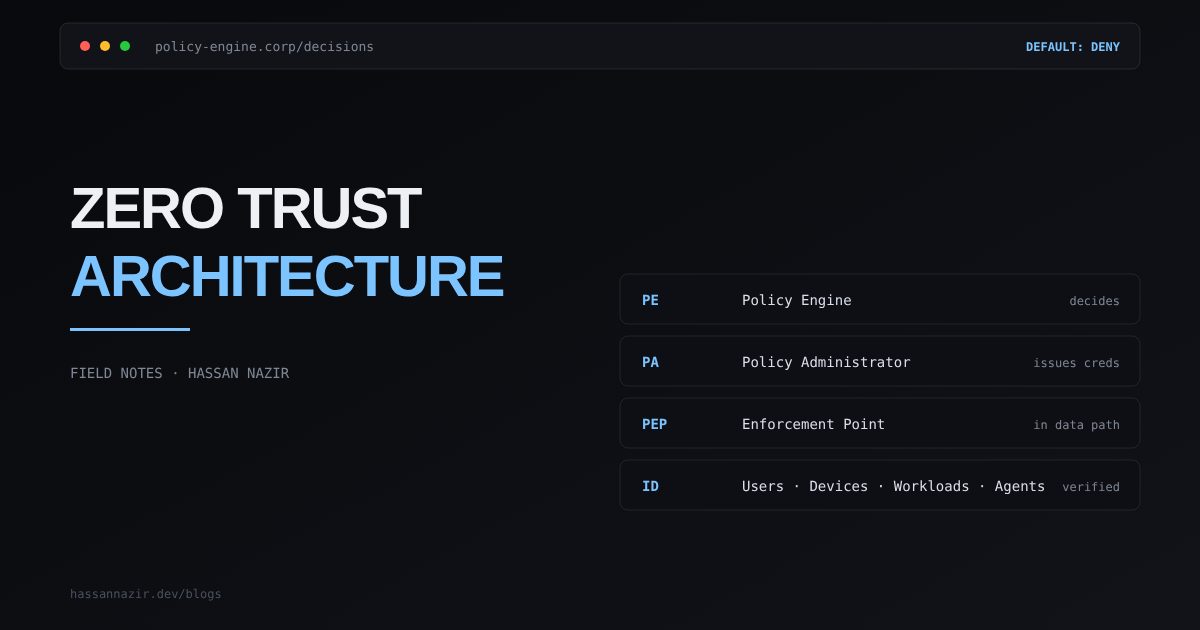 policy-engine.corp/decisions DEFAULT: DENY
ZERO TRUST
ARCHITECTURE
FIELD NOTES · HASSAN NAZIR
PE Policy Engine decides
PA Policy Administrator issues creds
PEP Enforcement Point in data path
ID Users · Devices · Workloads · Agents verified
hassannazir.dev/blogs